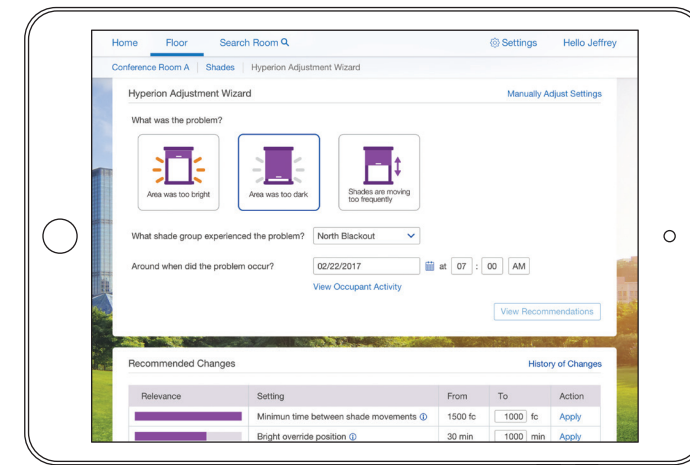 Home Floor Search Room Settings Hello Jeffrey
Conference Room A Shades Hyperion Adjustment Wizard
Hyperion Adjustment Wizard Manually Adjust Settings
What was the problem?
Area was too bright
Area was too dark
Shades are moving
too frequently
What shade group experienced the problem? North Blackout
Around when did the problem occur? 02/22/2017 at 07 : 00 AM
View Occupant Activity
View Recommendations
Recommended Changes History of Changes
Relevance Setting From To Action
Minimun time between shade movements 1500 fc 1000 fc Apply
Bright override position 30 min 1000 min Apply